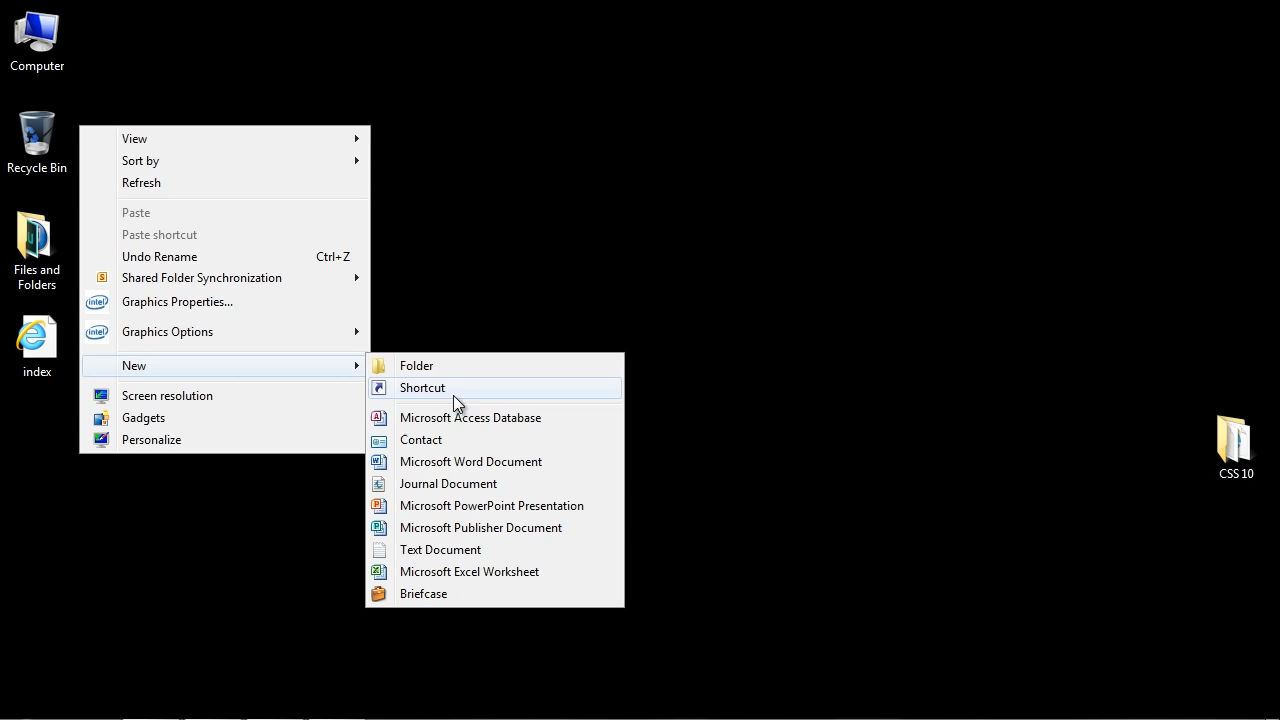 Computer
Recycle Bin
Files and
Folders
index
View
Sort by
Refresh
Paste
Paste shortcut
Undo Rename Ctrl+Z
S Shared Folder Synchronization
intel Graphics Properties...
intel Graphics Options
New
Screen resolution
Gadgets
Personalize
Folder
Shortcut
Microsoft Access Database
Contact
Microsoft Word Document
Journal Document
Microsoft PowerPoint Presentation
Microsoft Publisher Document
Text Document
Microsoft Excel Worksheet
Briefcase
CSS 10